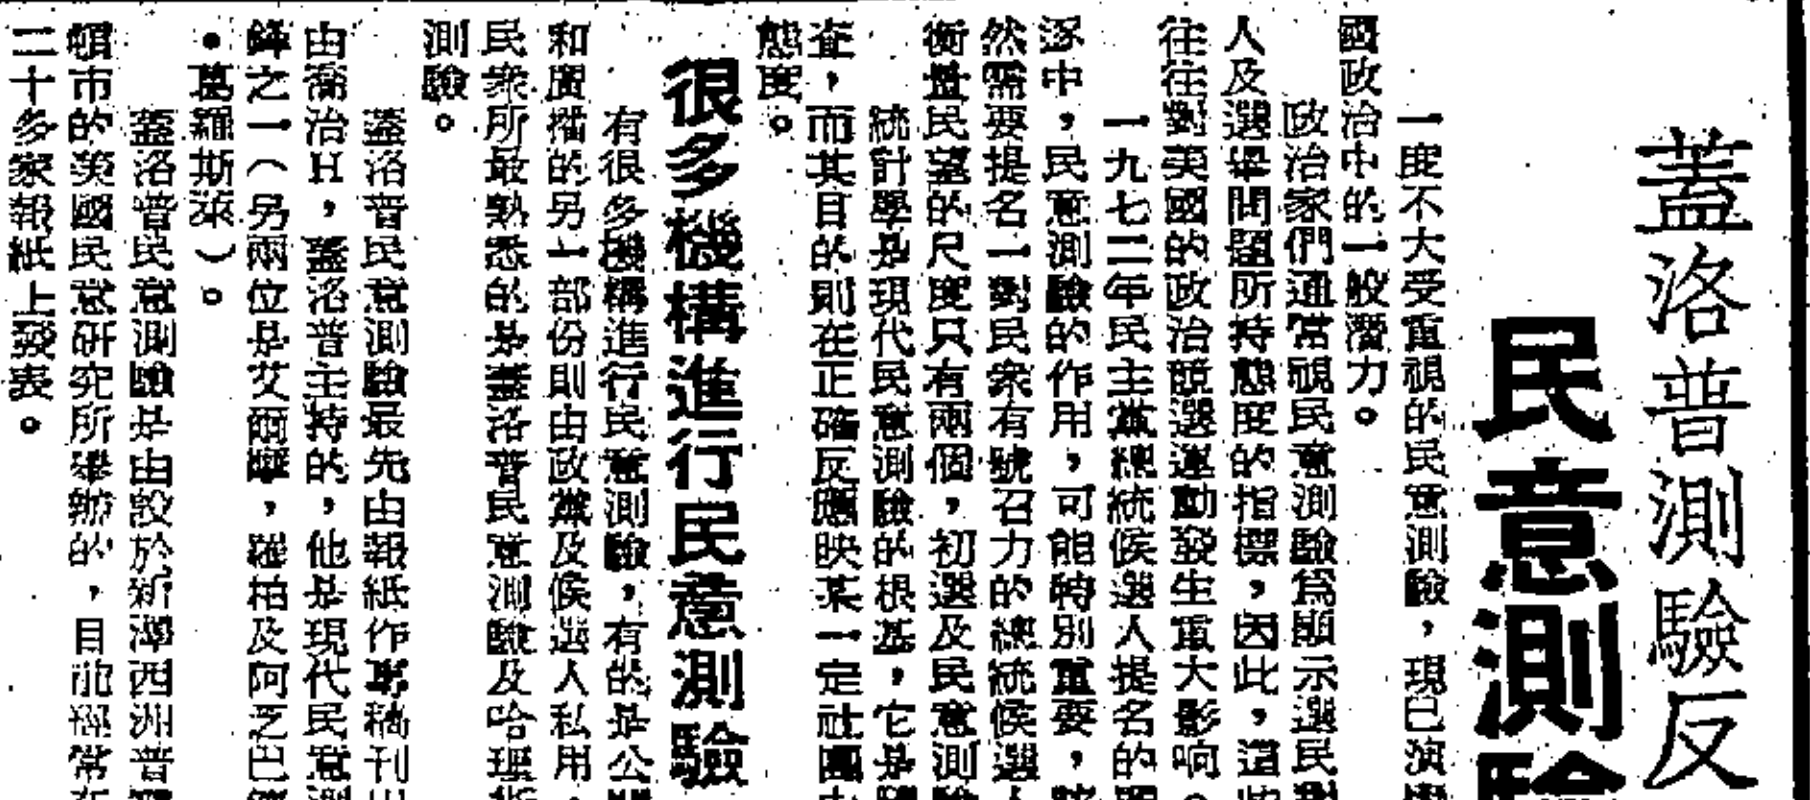 蓋洛普測驗反
民意測驗
一度不大受重視的民意測驗，現已演變
國政治中的一般潛力。
政治家們通常視民意測驗爲顯示選民對
人及選舉問題所持態度的指標，因此，這些
往往對美國的政治競選運動發生重大影响。
一九七二年民主黨總統候選人提名的
逐中，民意測驗的作用，可能特別重要，
然需要提名一對民衆有號召力的總統候選人
衡量民望的尺度只有兩個，初選及民意測驗
統計學是現代民意測驗的根基，它是
查，而其目的則在正確反應映某一定社團
態度。
很多機構進行民意測驗
有很多機構進行民意測驗，有的是公開
和廣播的另一部份則由政黨及候選人私用，
民衆所最熟悉的是蓋洛普民意測驗及哈理斯
測驗。
蓋洛普民意測驗最先由報紙作專稿刊出
由喬治H，蓋洛普主持的，他是現代民意測
鋒之一（另兩位是艾爾摩，羅柏及阿乏巴
•葛羅斯萊）。
蓋洛普民意測驗是由設於新澤西洲普
頓市的美國民意研究所舉辦的，目前經常在
二十多家報紙上發表。